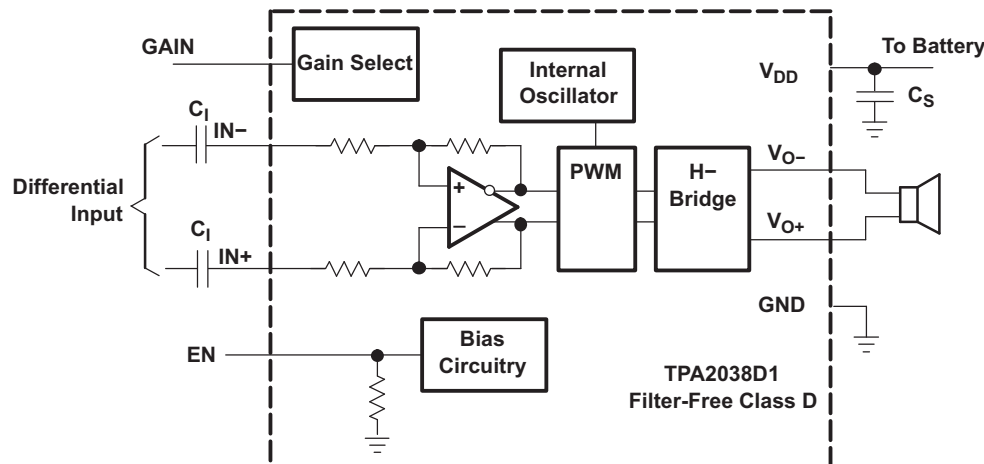 GAIN
Gain Select
Internal
Oscillator
To Battery
VDD
CS
CI
IN−
Differential
Input
CI
IN+
+
−
PWM
H−
Bridge
VO−
VO+
GND
EN
Bias
Circuitry
TPA2038D1
Filter-Free Class D